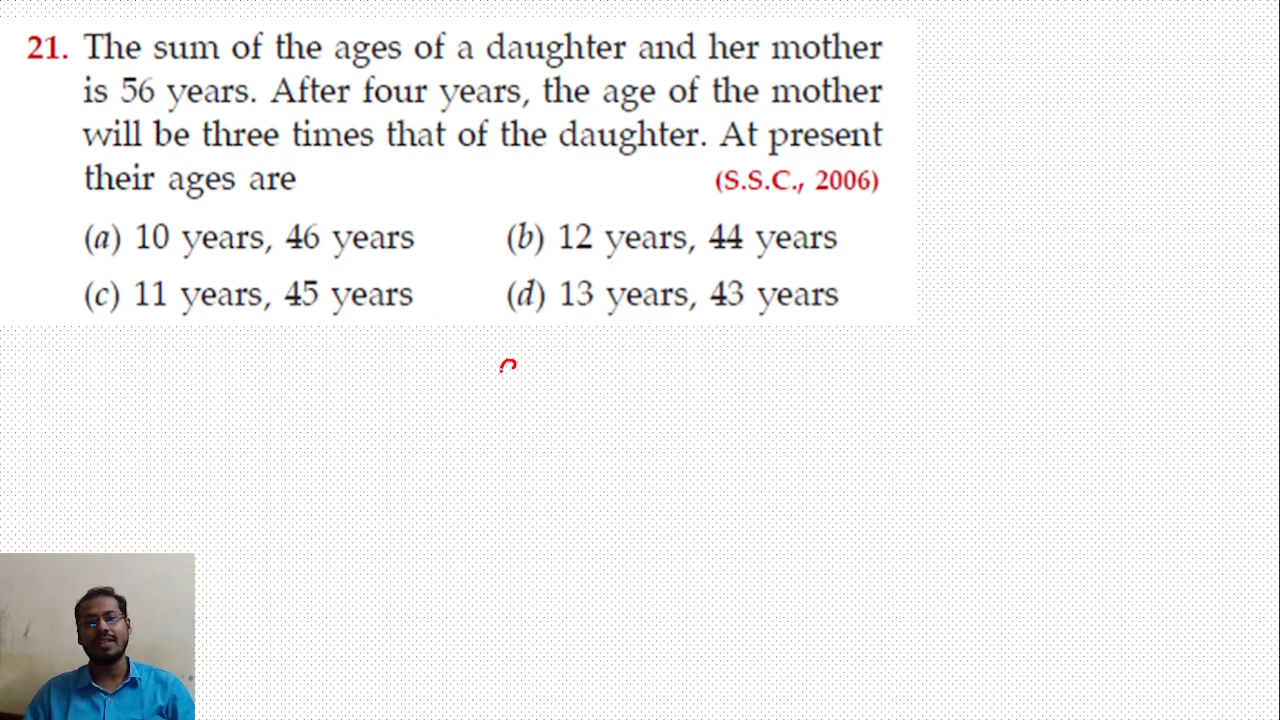 21. The sum of the ages of a daughter and her mother
is 56 years. After four years, the age of the mother
will be three times that of the daughter. At present
their ages are (S.S.C., 2006)
(a) 10 years, 46 years (b) 12 years, 44 years
(c) 11 years, 45 years (d) 13 years, 43 years